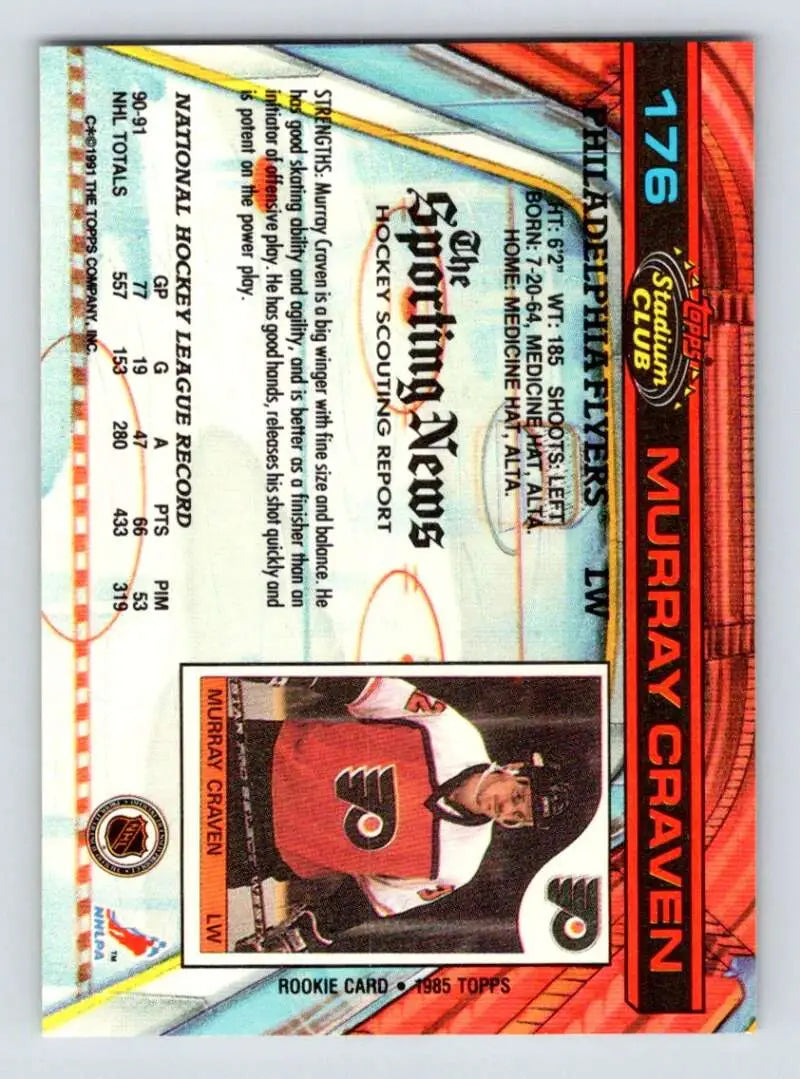 176
Topps
Stadium
CLUB
MURRAY CRAVEN
PHILADELPHIA FLYERS LW
HT: 6'2" WT: 185 SHOOTS: LEFT
BORN: 7-20-64, MEDICINE HAT, ALTA.
HOME: MEDICINE HAT, ALTA.
The
Sporting News
HOCKEY SCOUTING REPORT
STRENGTHS: Murray Craven is a big winger with fine size and balance. He
has good skating ability and agility, and is better as a finisher than an
initiator of offensive play. He has good hands, releases his shot quickly and
is potent on the power play.
NATIONAL HOCKEY LEAGUE RECORD
GP G A PTS PIM
90-91 77 19 47 66 53
NHL TOTALS 557 153 280 433 319
C*©1991 THE TOPPS COMPANY, INC.
MURRAY CRAVEN LW
ROOKIE CARD • 1985 TOPPS
NHL
NHLPA
TM